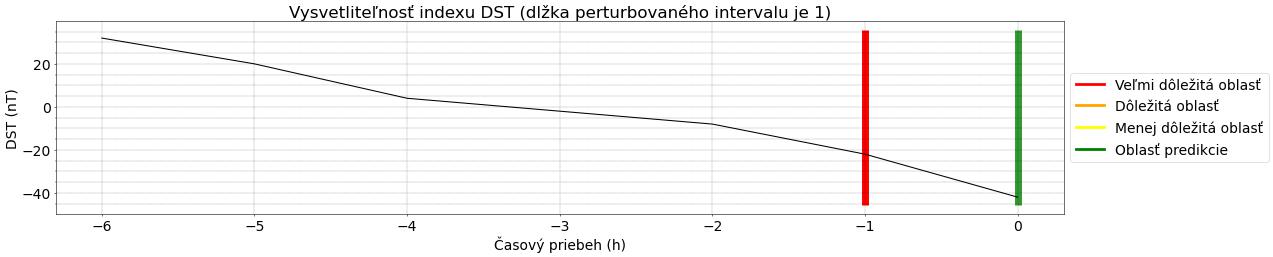 Vysvetliteľnosť indexu DST (dĺžka perturbovaného intervalu je 1)
DST (nT)
20
0
−20
−40
−6 −5 −4 −3 −2 −1 0
Časový priebeh (h)
Veľmi dôležitá oblasť
Dôležitá oblasť
Menej dôležitá oblasť
Oblasť predikcie